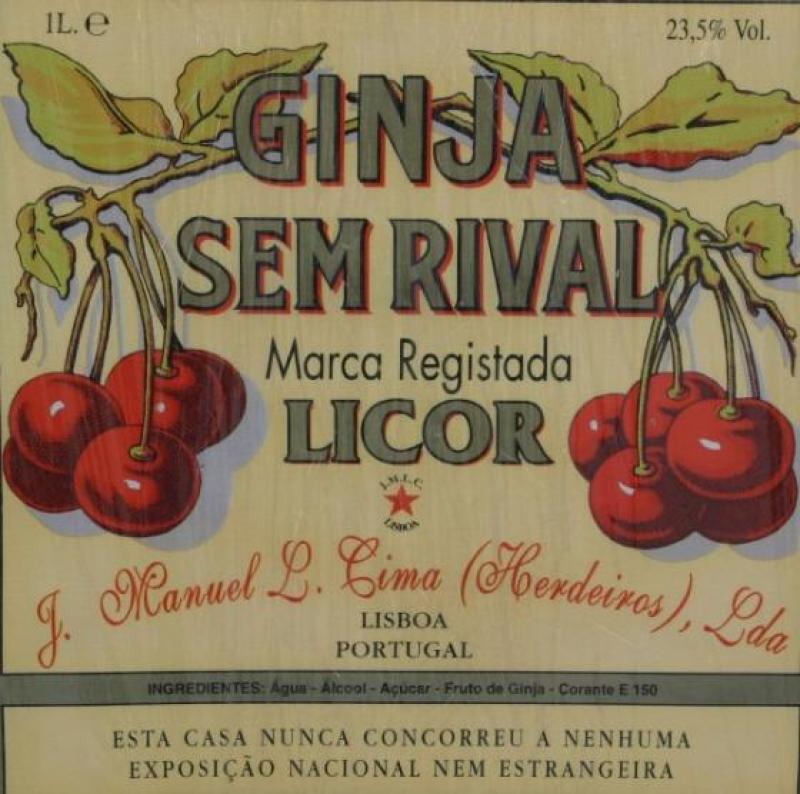 1L. e
23,5% Vol.
GINJA
SEM RIVAL
Marca Registada
LICOR
J.M.L.C.
LISBOA
J. Manuel L. Cima (Herdeiros), Lda
LISBOA
PORTUGAL
INGREDIENTES: Água - Álcool - Açúcar - Fruto de Ginja - Corante E 150
ESTA CASA NUNCA CONCORREU A NENHUMA
EXPOSIÇÃO NACIONAL NEM ESTRANGEIRA